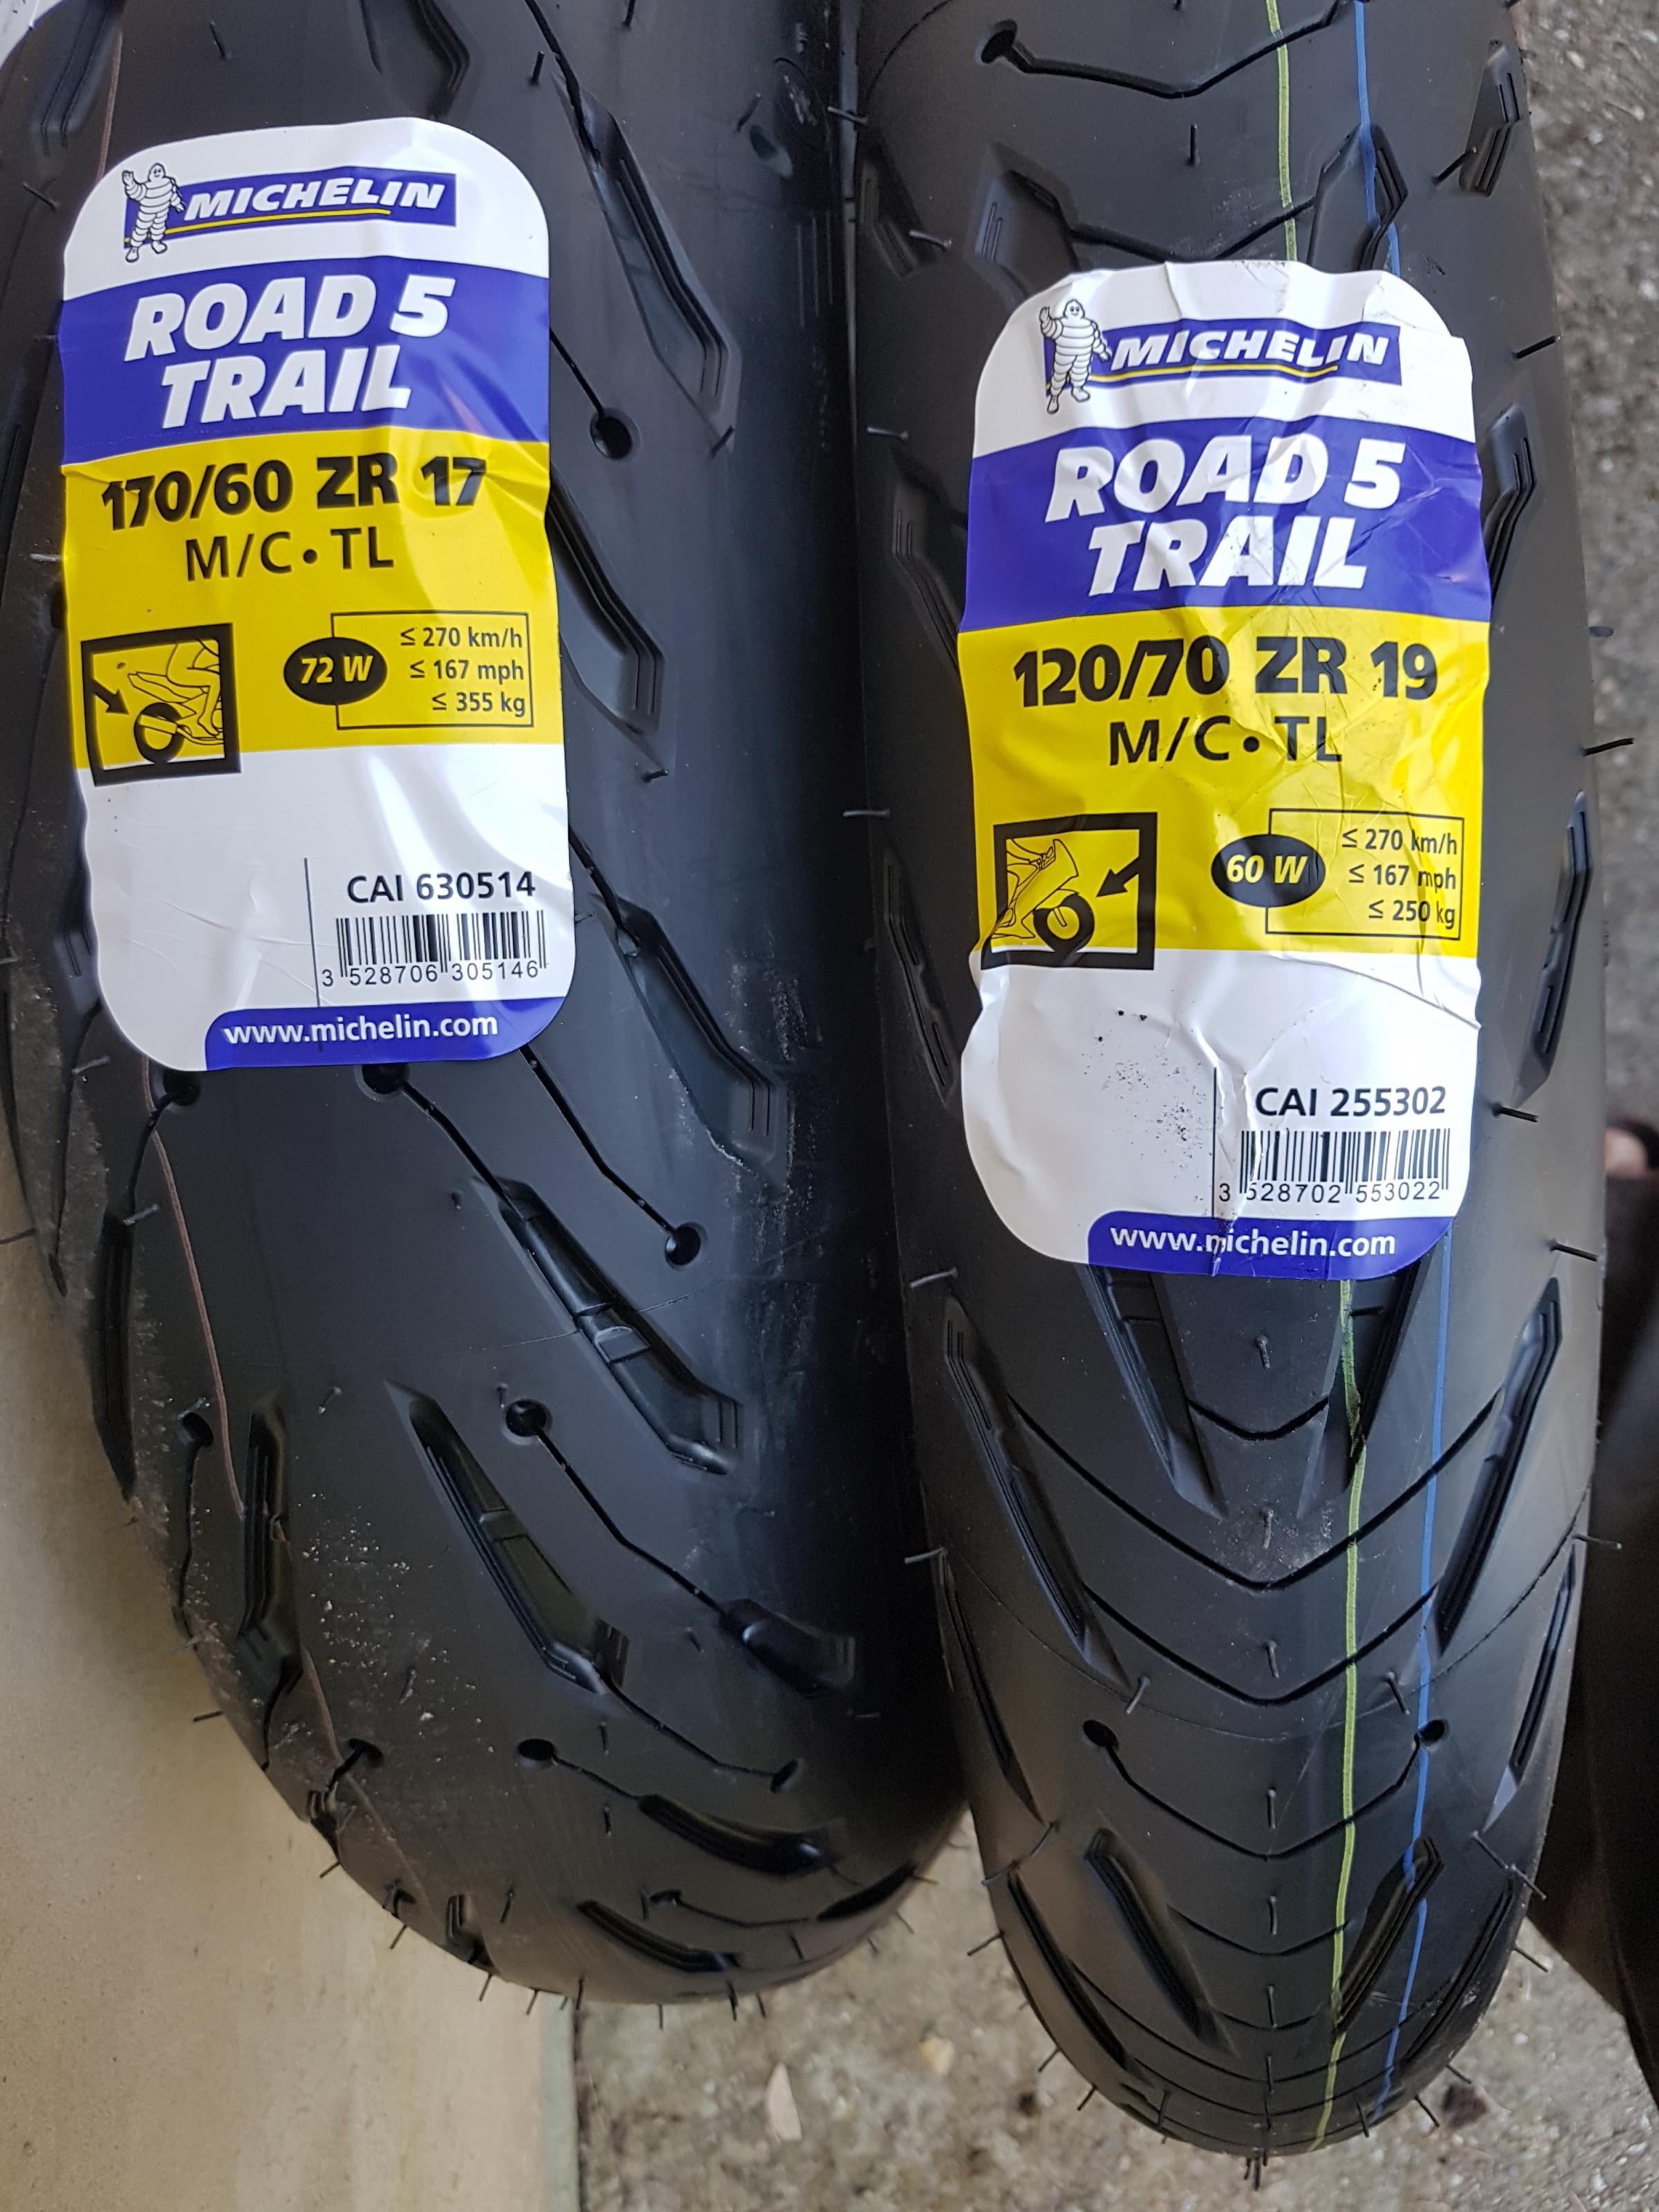 MICHELIN
ROAD 5
TRAIL
170/60 ZR 17
M/C • TL
72 W
≤ 270 km/h
≤ 167 mph
≤ 355 kg
CAI 630514
3 528706 305146
www.michelin.com
MICHELIN
ROAD 5
TRAIL
120/70 ZR 19
M/C • TL
60 W
≤ 270 km/h
≤ 167 mph
≤ 250 kg
CAI 255302
3 528702 553022
www.michelin.com